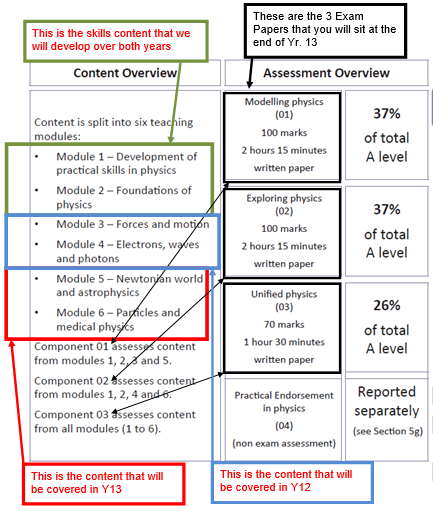 This is the skills content that we
will develop over both years
These are the 3 Exam
Papers that you will sit at the
end of Yr. 13
Content Overview
Assessment Overview
Content is split into six teaching
modules:
• Module 1 – Development of
practical skills in physics
• Module 2 – Foundations of
physics
• Module 3 – Forces and motion
• Module 4 – Electrons, waves
and photons
• Module 5 – Newtonian world
and astrophysics
• Module 6 – Particles and
medical physics
Component 01 assesses content
from modules 1, 2, 3 and 5.
Component 02 assesses content
from modules 1, 2, 4 and 6.
Component 03 assesses content
from all modules (1 to 6).
Modelling physics
(01)
100 marks
2 hours 15 minutes
written paper
37%
of total
A level
Exploring physics
(02)
100 marks
2 hours 15 minutes
written paper
37%
of total
A level
Unified physics
(03)
70 marks
1 hour 30 minutes
written paper
26%
of total
A level
Practical Endorsement
in physics
(04)
(non exam assessment)
Reported
separately
(see Section 5g)
This is the content that will
be covered in Y13
This is the content that will
be covered in Y12